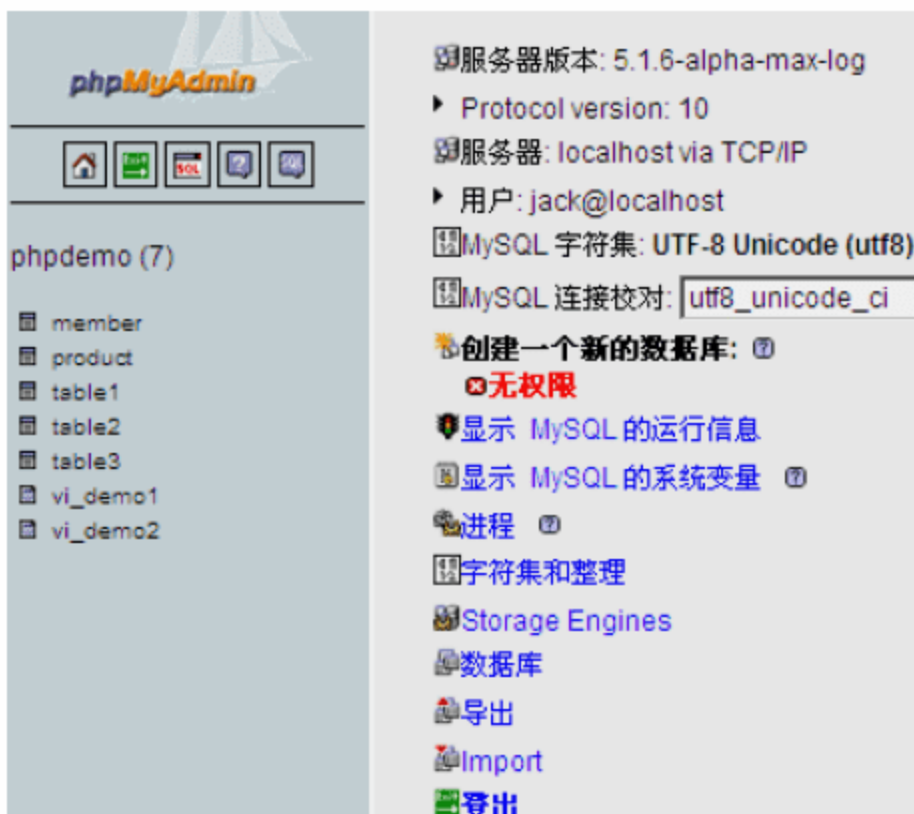 phpMyAdmin
phpdemo (7)
member
product
table1
table2
table3
vi_demo1
vi_demo2
服务器版本: 5.1.6-alpha-max-log
Protocol version: 10
服务器: localhost via TCP/IP
用户: jack@localhost
MySQL 字符集: UTF-8 Unicode (utf8)
MySQL 连接校对: utf8_unicode_ci
创建一个新的数据库:
无权限
显示 MySQL 的运行信息
显示 MySQL 的系统变量
进程
字符集和整理
Storage Engines
数据库
导出
Import
登出